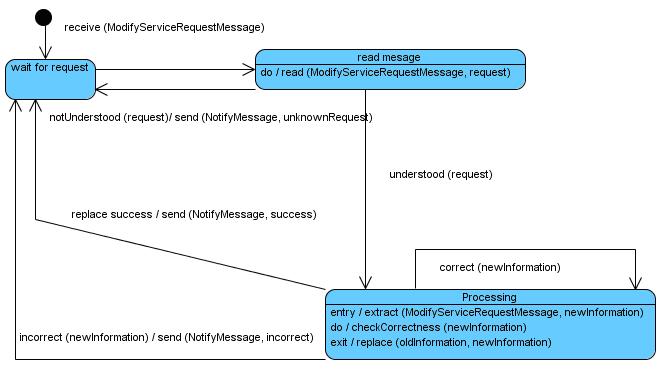 receive (ModifyServiceRequestMessage)
wait for request
read mesage
do / read (ModifyServiceRequestMessage, request)
notUnderstood (request)/ send (NotifyMessage, unknownRequest)
understood (request)
replace success / send (NotifyMessage, success)
correct (newInformation)
Processing
entry / extract (ModifyServiceRequestMessage, newInformation)
do / checkCorrectness (newInformation)
exit / replace (oldInformation, newInformation)
incorrect (newInformation) / send (NotifyMessage, incorrect)